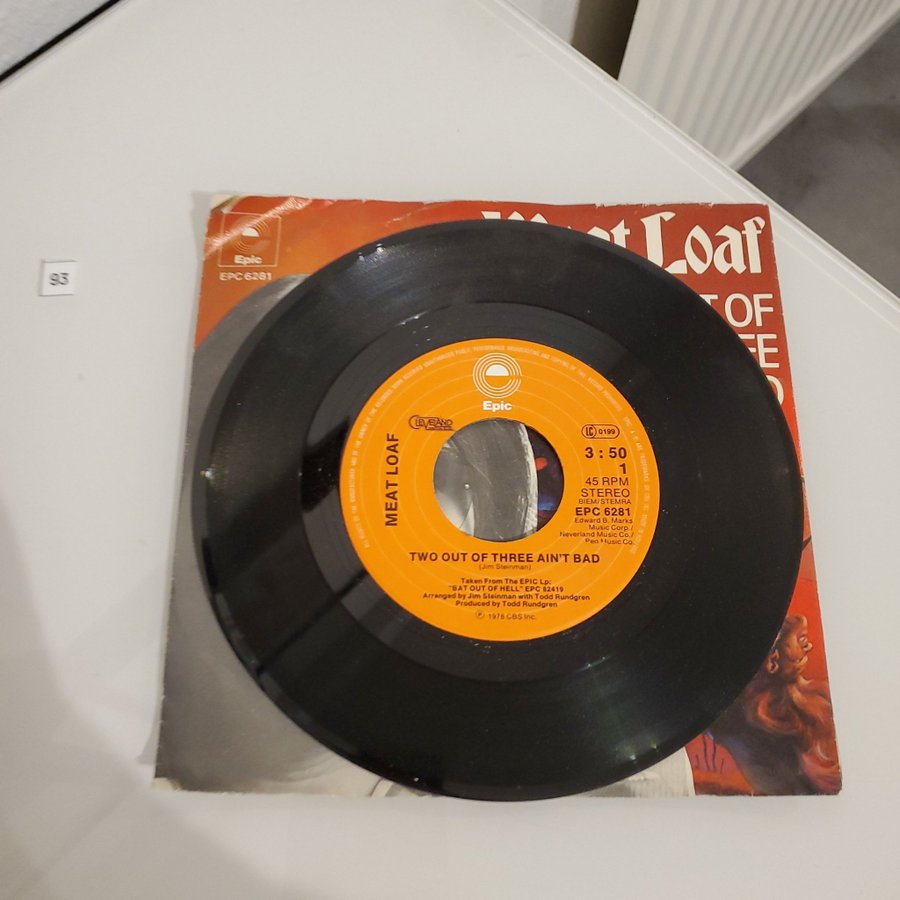 93
Epic
EPC 6281
Loaf
OF
Epic
CLEVELAND
LC 0199
MEAT LOAF
3 : 50
1
45 RPM
STEREO
BIEM/STEMRA
EPC 6281
Edward B. Marks
Music Corp./
Neverland Music Co./
Peg Music Co.
TWO OUT OF THREE AIN'T BAD
(Jim Steinman)
Taken From The EPIC Lp:
"BAT OUT OF HELL" EPC 82419
Arranged by Jim Steinman with Todd Rundgren
Produced by Todd Rundgren
℗ 1978 CBS Inc.